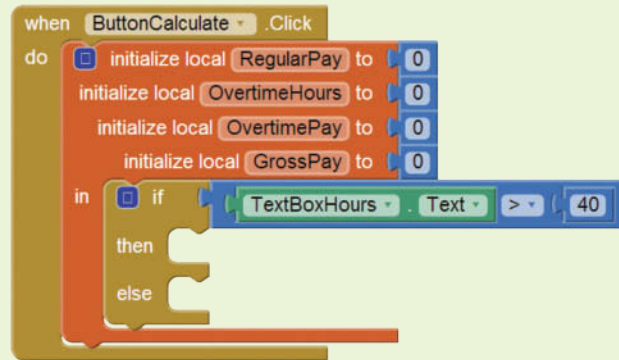 when ButtonCalculate .Click
do initialize local RegularPay to 0
initialize local OvertimeHours to 0
initialize local OvertimePay to 0
initialize local GrossPay to 0
in if TextBoxHours . Text > 40
then
else